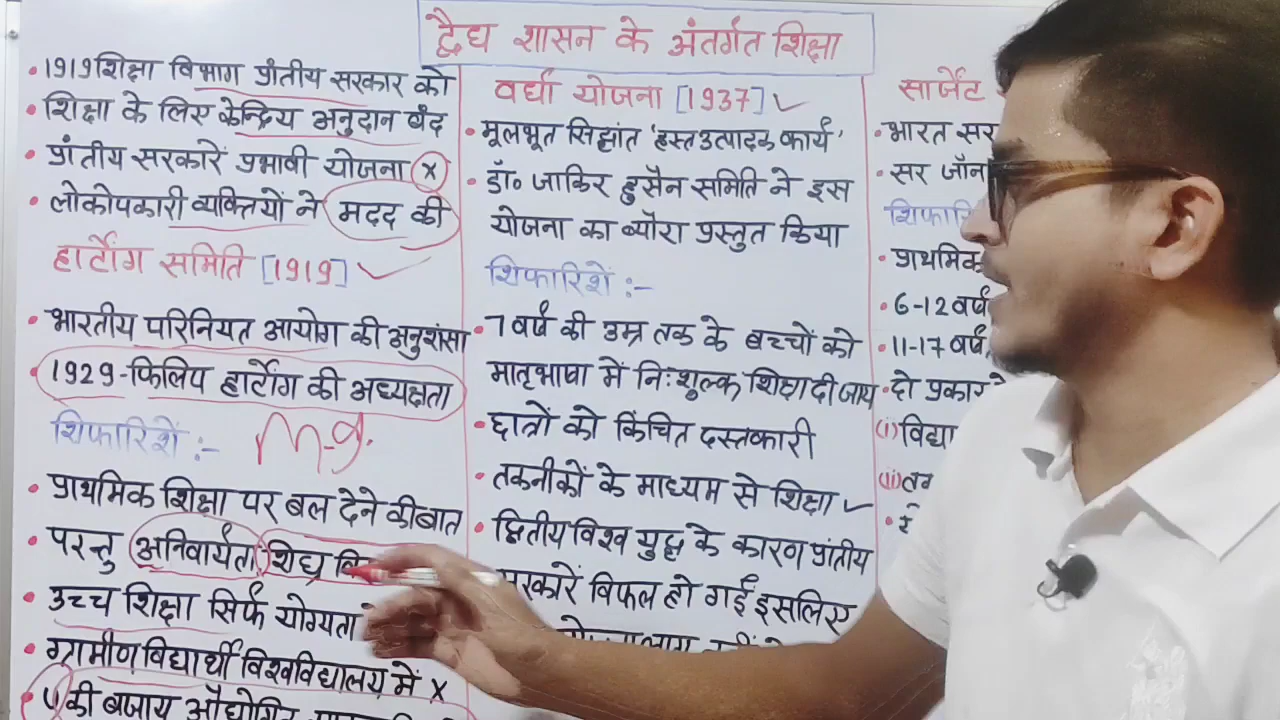 द्वैध शासन के अंतर्गत शिक्षा
• 1919 शिक्षा विभाग प्रंतीय सरकार को
• शिक्षा के लिए केन्द्रिय अनुदान बंद
• प्रांतीय सरकारें प्रभावी योजना x
• लोकोपकारी व्यक्तियों ने मदद की
हार्टोग समिति [1919] ✓
• भारतीय परिनियत आयोग की अनुशंसा
• 1929-फिलिप हार्टोग की अध्यक्षता
शिफारिशें :-
M-g.
• प्राथमिक शिक्षा पर बल देने की बात
• परन्तु अनिवार्यता शिघ्र
• उच्च शिक्षा सिर्फ योग्यता
• ग्रामीण विद्यार्थी विश्वविद्यालय में x
• U की बजाय औद्योगिक
वर्धा योजना [1937] ✓
• मूलभूत सिद्धांत 'हस्त उत्पादक कार्य'
• डॉ॰ जाकिर हुसैन समिति ने इस
योजना का ब्यौरा प्रस्तुत किया
शिफारिशें :-
• 7 वर्ष की उम्र तक के बच्चों को
मातृभाषा में निःशुल्क शिक्षा दी जाय
• छात्रों को किंचित दस्तकारी
• तकनीकों के माध्यम से शिक्षा ✓
• द्वितीय विश्व युद्ध के कारण प्रांतीय
सरकारें विफल हो गईं इसलिए
लागू
सार्जेंट
• भारत
• सर जॉन
• प्राथमिक
• 6-12 वर्ष
• 11-17 वर्ष
• दो प्रकार
(i)
(ii)